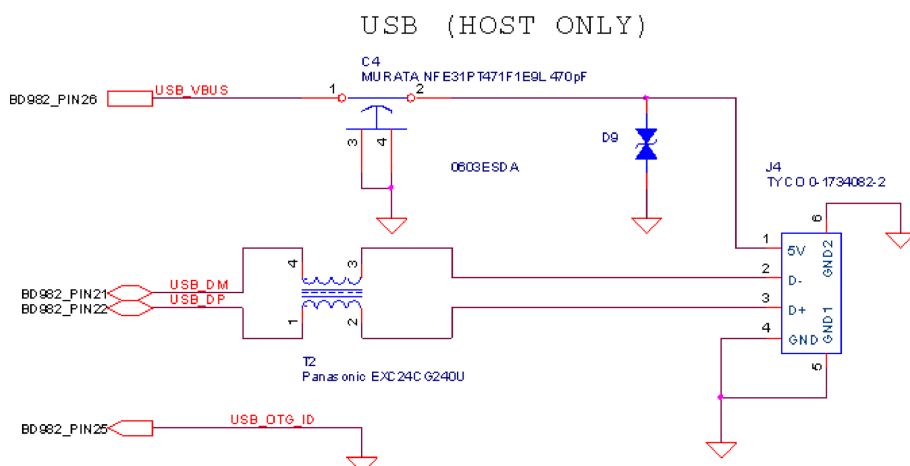 USB (HOST ONLY)
C4
MURATA NFE31PT471F1E9L 470pF
BD982_PIN26
USB_VBUS
1
2
3
4
D9
0603ESDA
J4
TYCO 0-1734082-2
6
1
5V
GND2
2
D-
3
D+
4
GND
GND1
5
BD982_PIN21
USB_DM
BD982_PIN22
USB_DP
4
3
1
2
T2
Panasonic EXC24CG240U
BD982_PIN25
USB_OTG_ID